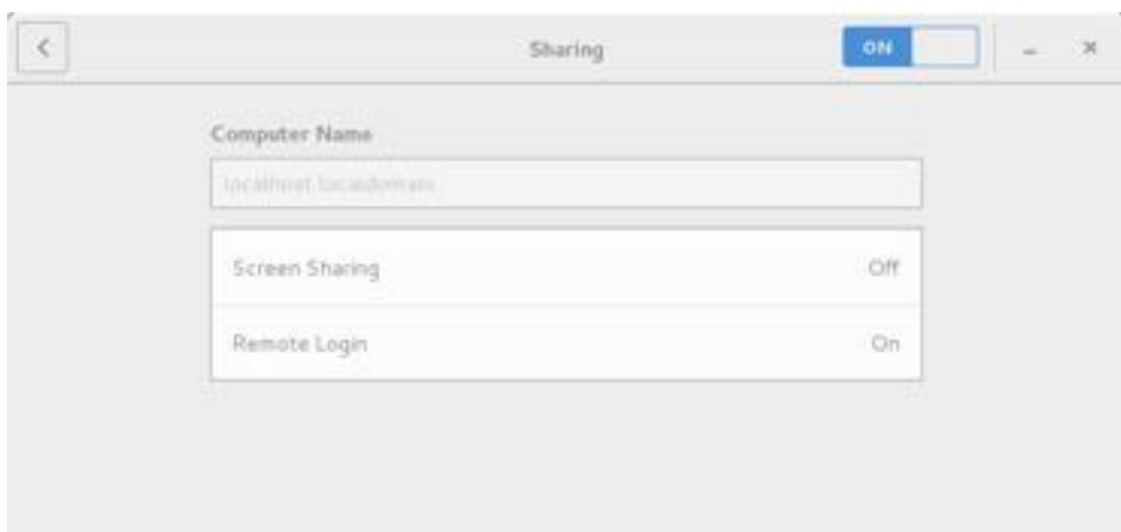 Sharing
ON
Computer Name
localhost.localdomain
Screen Sharing
Off
Remote Login
On